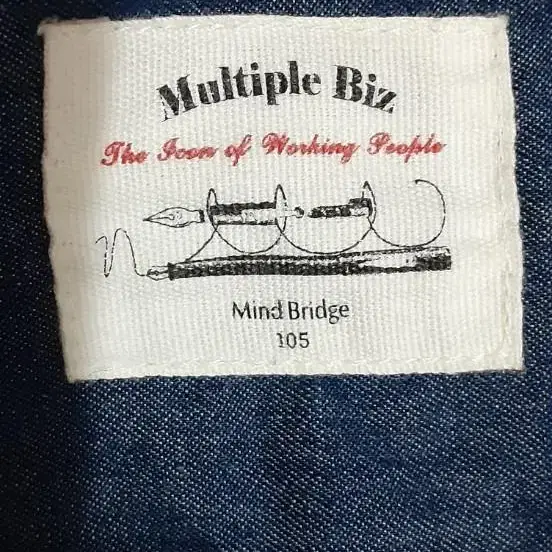 Multiple Biz
The Icon of Working People
Mind Bridge
105